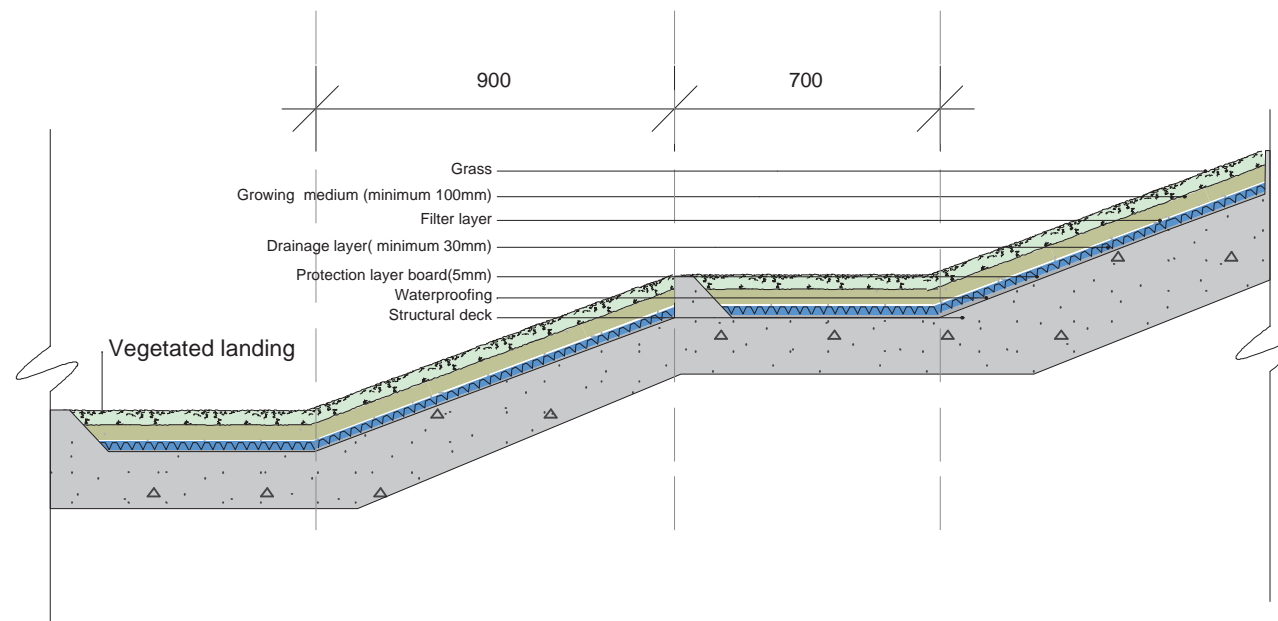 900
700
Grass
Growing  medium (minimum 100mm)
Filter layer
Drainage layer( minimum 30mm)
Protection layer board(5mm)
Waterproofing
Structural deck
Vegetated landing